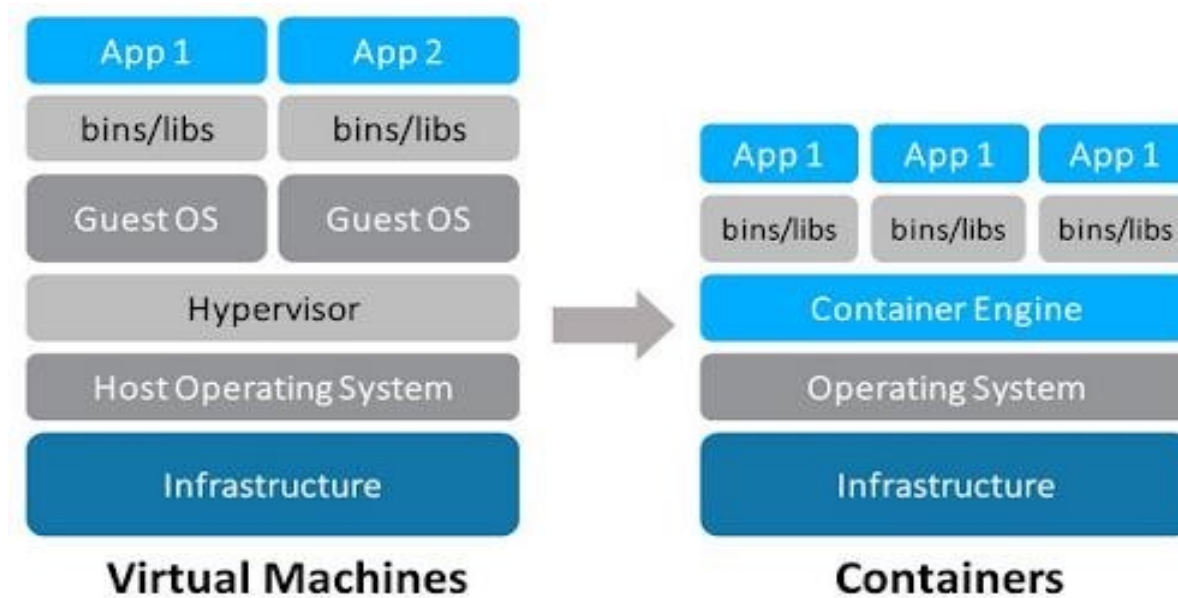 App 1
App 2
bins/libs
bins/libs
Guest OS
Guest OS
Hypervisor
Host Operating System
Infrastructure
Virtual Machines
App 1
App 1
App 1
bins/libs
bins/libs
bins/libs
Container Engine
Operating System
Infrastructure
Containers